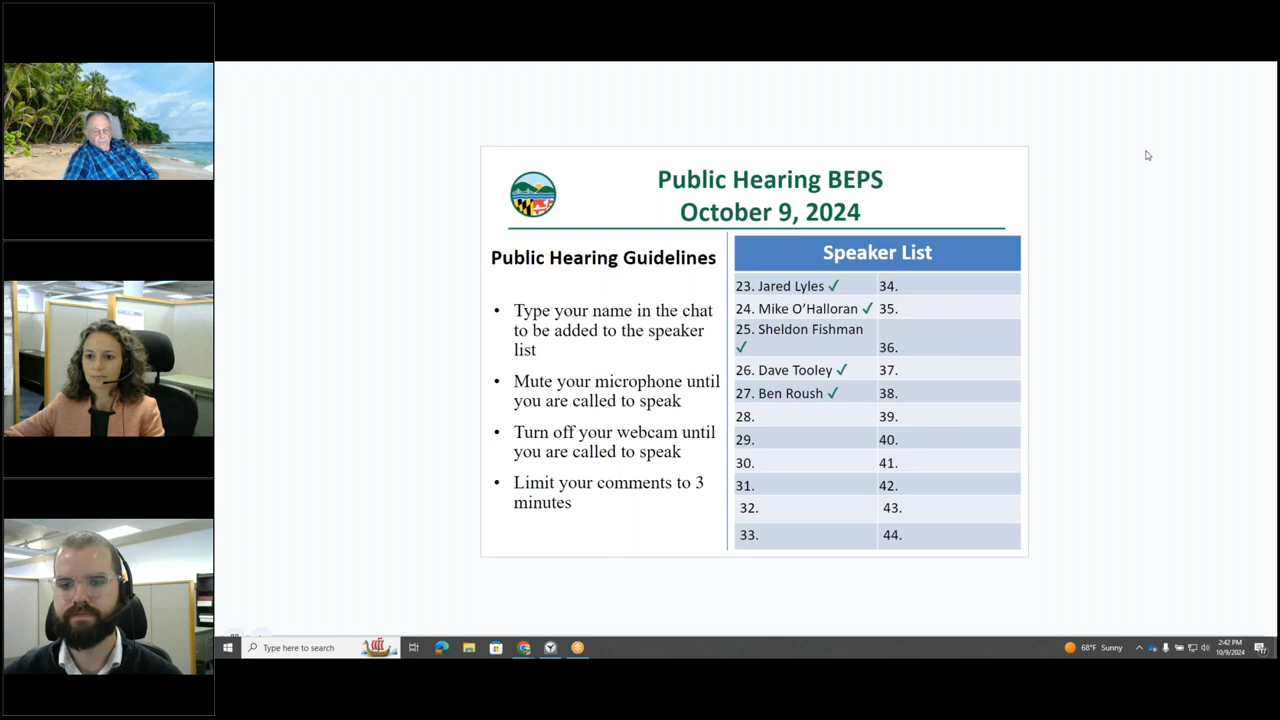 Public Hearing BEPS
October 9, 2024
Public Hearing Guidelines
• Type your name in the chat
to be added to the speaker
list
• Mute your microphone until
you are called to speak
• Turn off your webcam until
you are called to speak
• Limit your comments to 3
minutes
Speaker List
23. Jared Lyles ✓ 34.
24. Mike O’Halloran ✓ 35.
25. Sheldon Fishman
✓ 36.
26. Dave Tooley ✓ 37.
27. Ben Roush ✓ 38.
28. 39.
29. 40.
30. 41.
31. 42.
32. 43.
33. 44.
Type here to search
68°F Sunny
2:42 PM
10/9/2024